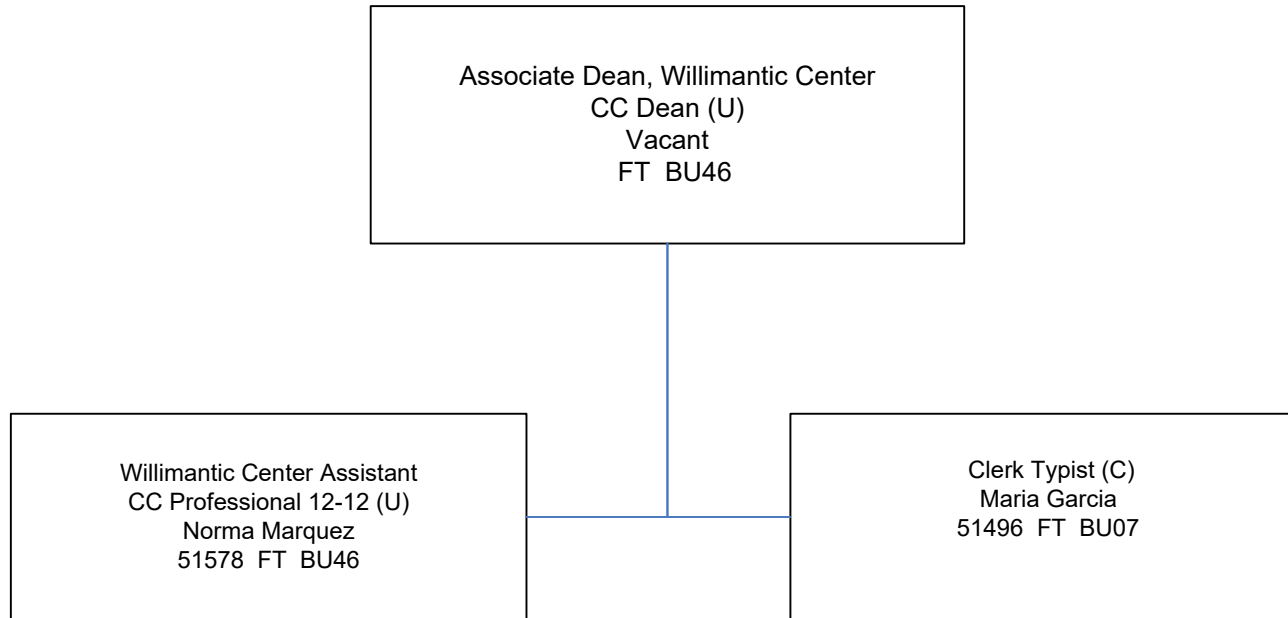 Associate Dean, Willimantic Center
CC Dean (U)
Vacant
FT  BU46
Willimantic Center Assistant
CC Professional 12-12 (U)
Norma Marquez
51578  FT  BU46
Clerk Typist (C)
Maria Garcia
51496  FT  BU07